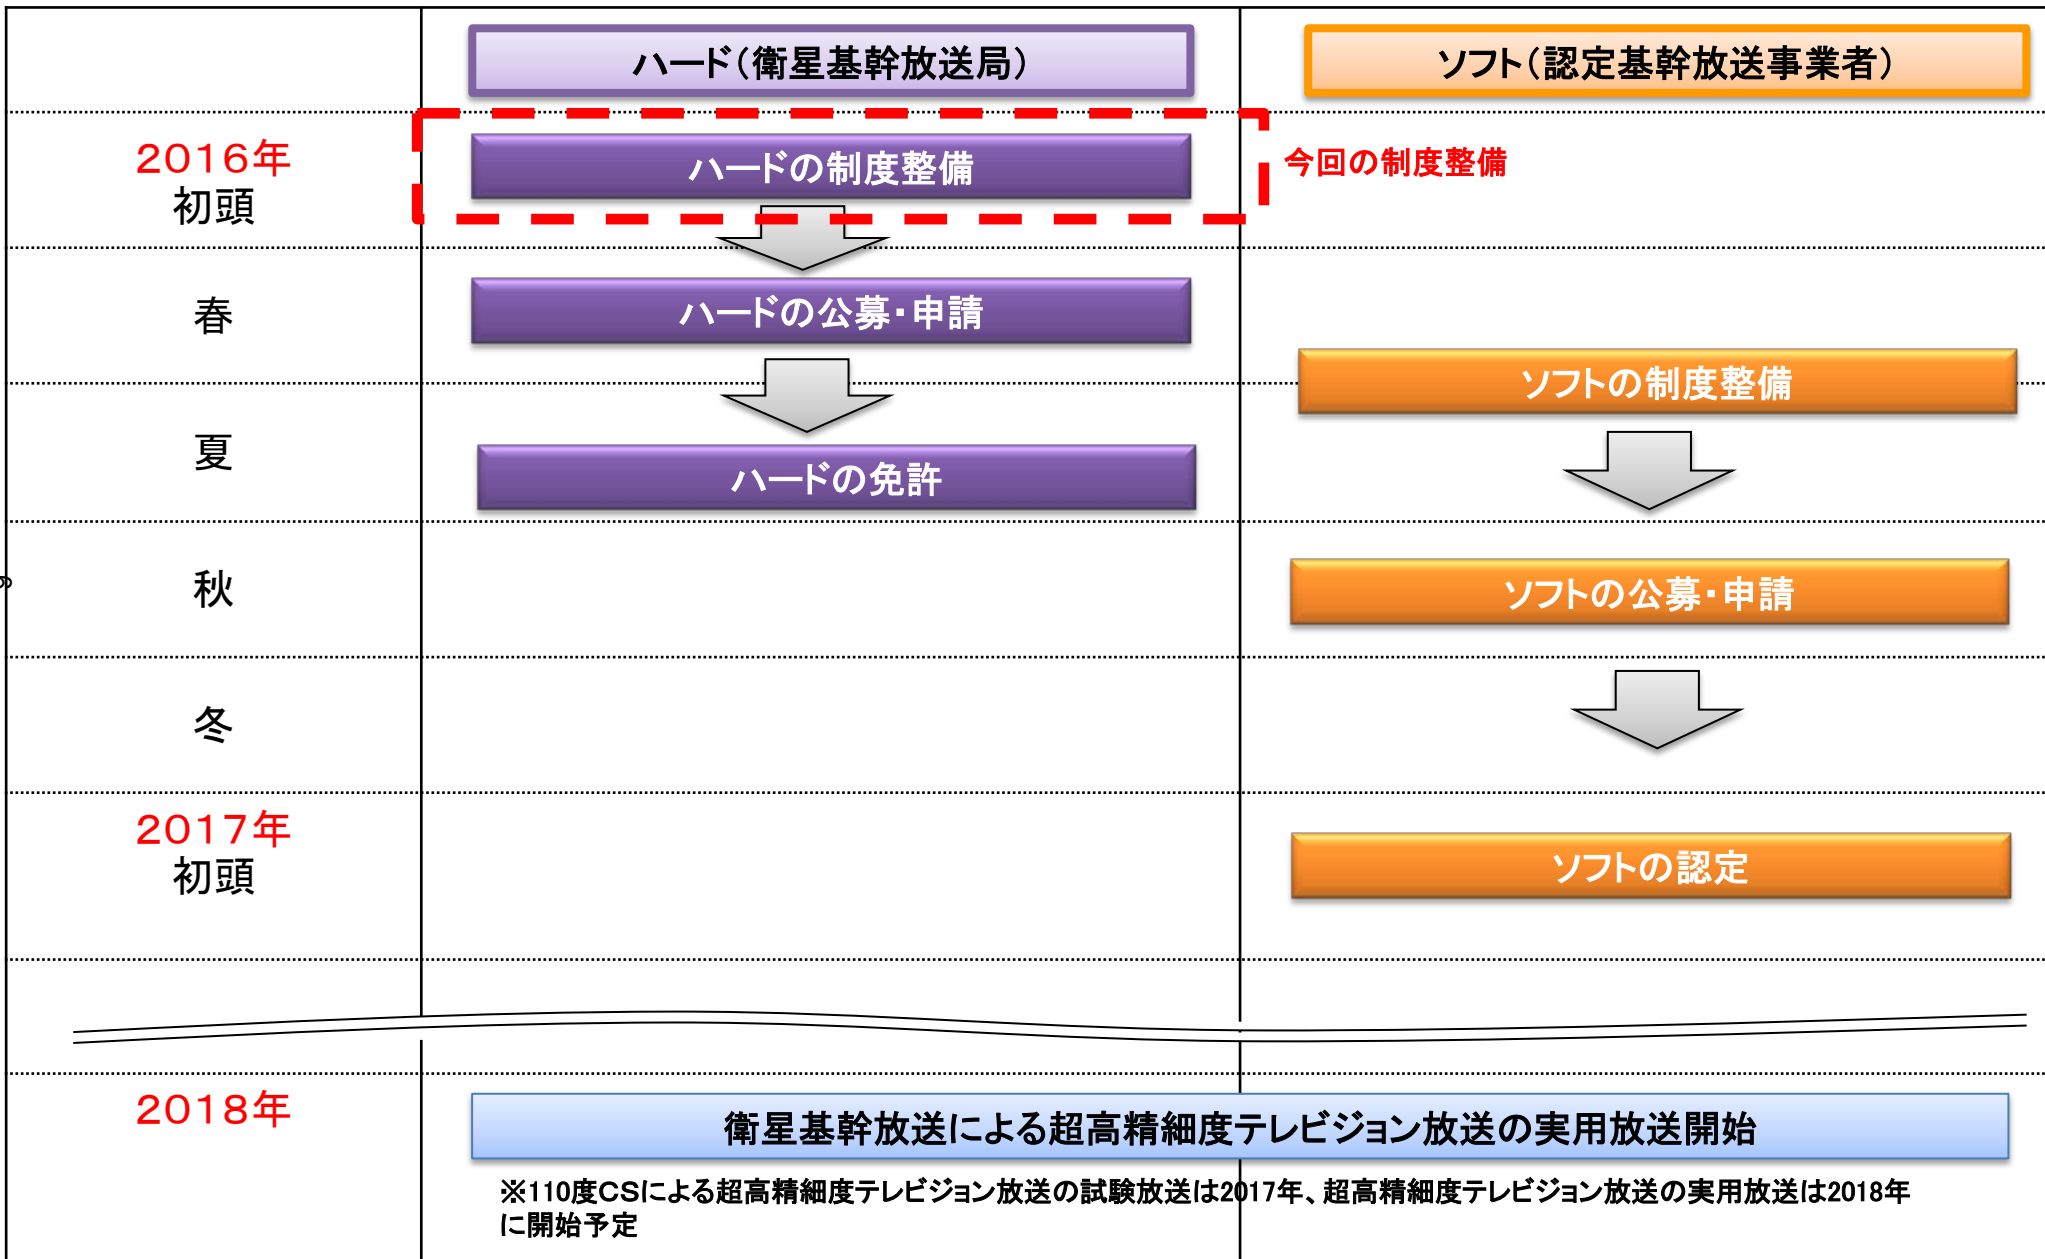 ハード（衛星基幹放送局）
ソフト（認定基幹放送事業者）
２０１６年
初頭
ハードの制度整備
今回の制度整備
春
ハードの公募・申請
ソフトの制度整備
夏
ハードの免許
秋
ソフトの公募・申請
冬
２０１７年
初頭
ソフトの認定
２０１８年
衛星基幹放送による超高精細度テレビジョン放送の実用放送開始
※110度ＣＳによる超高精細度テレビジョン放送の試験放送は2017年、超高精細度テレビジョン放送の実用放送は2018年
に開始予定